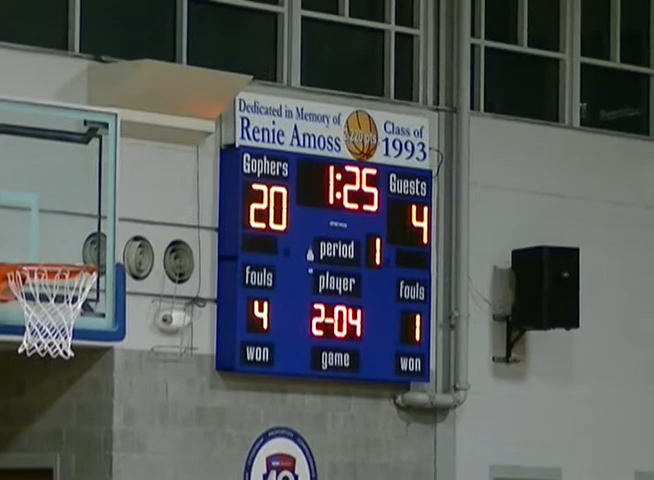 Dedicated in Memory of
Renie Amoss
Class of
1993
Gophers
1:25
Guests
20
4
period
1
fouls
player
fouls
4
2-04
1
won
game
won